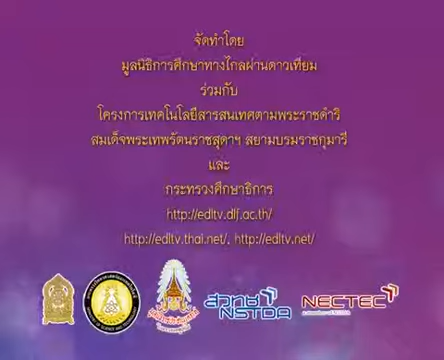 จัดทำโดย
มูลนิธิการศึกษาทางไกลผ่านดาวเทียม
ร่วมกับ
โครงการเทคโนโลยีสารสนเทศตามพระราชดำริ
สมเด็จพระเทพรัตนราชสุดาฯ สยามบรมราชกุมารี
และ
กระทรวงศึกษาธิการ
http://edltv.dlf.ac.th/
http://edltv.thai.net/, http://edltv.net/
สวทช NECTEC
NSTDA